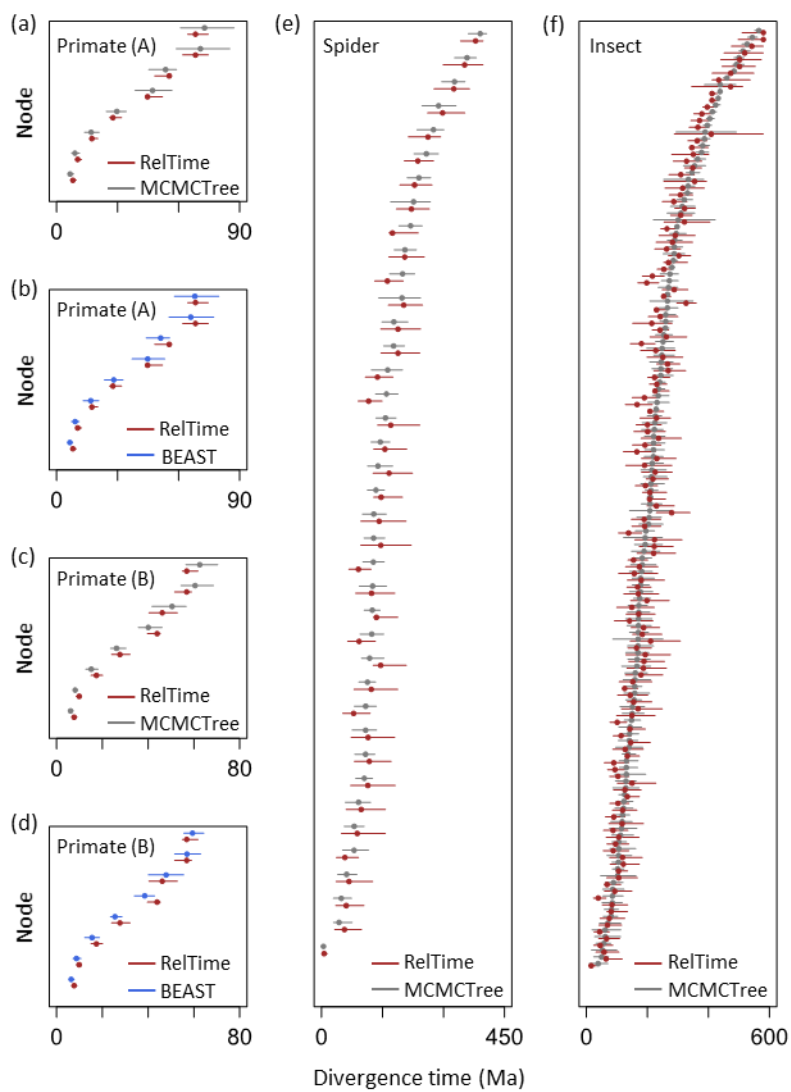 (a)
Primate (A)
Node
RelTime
MCMCTree
0 90
(b)
Primate (A)
Node
RelTime
BEAST
0 90
(c)
Primate (B)
Node
RelTime
MCMCTree
0 80
(d)
Primate (B)
Node
RelTime
BEAST
0 80
(e)
Spider
RelTime
MCMCTree
0 450
(f)
Insect
RelTime
MCMCTree
0 600
Divergence time (Ma)